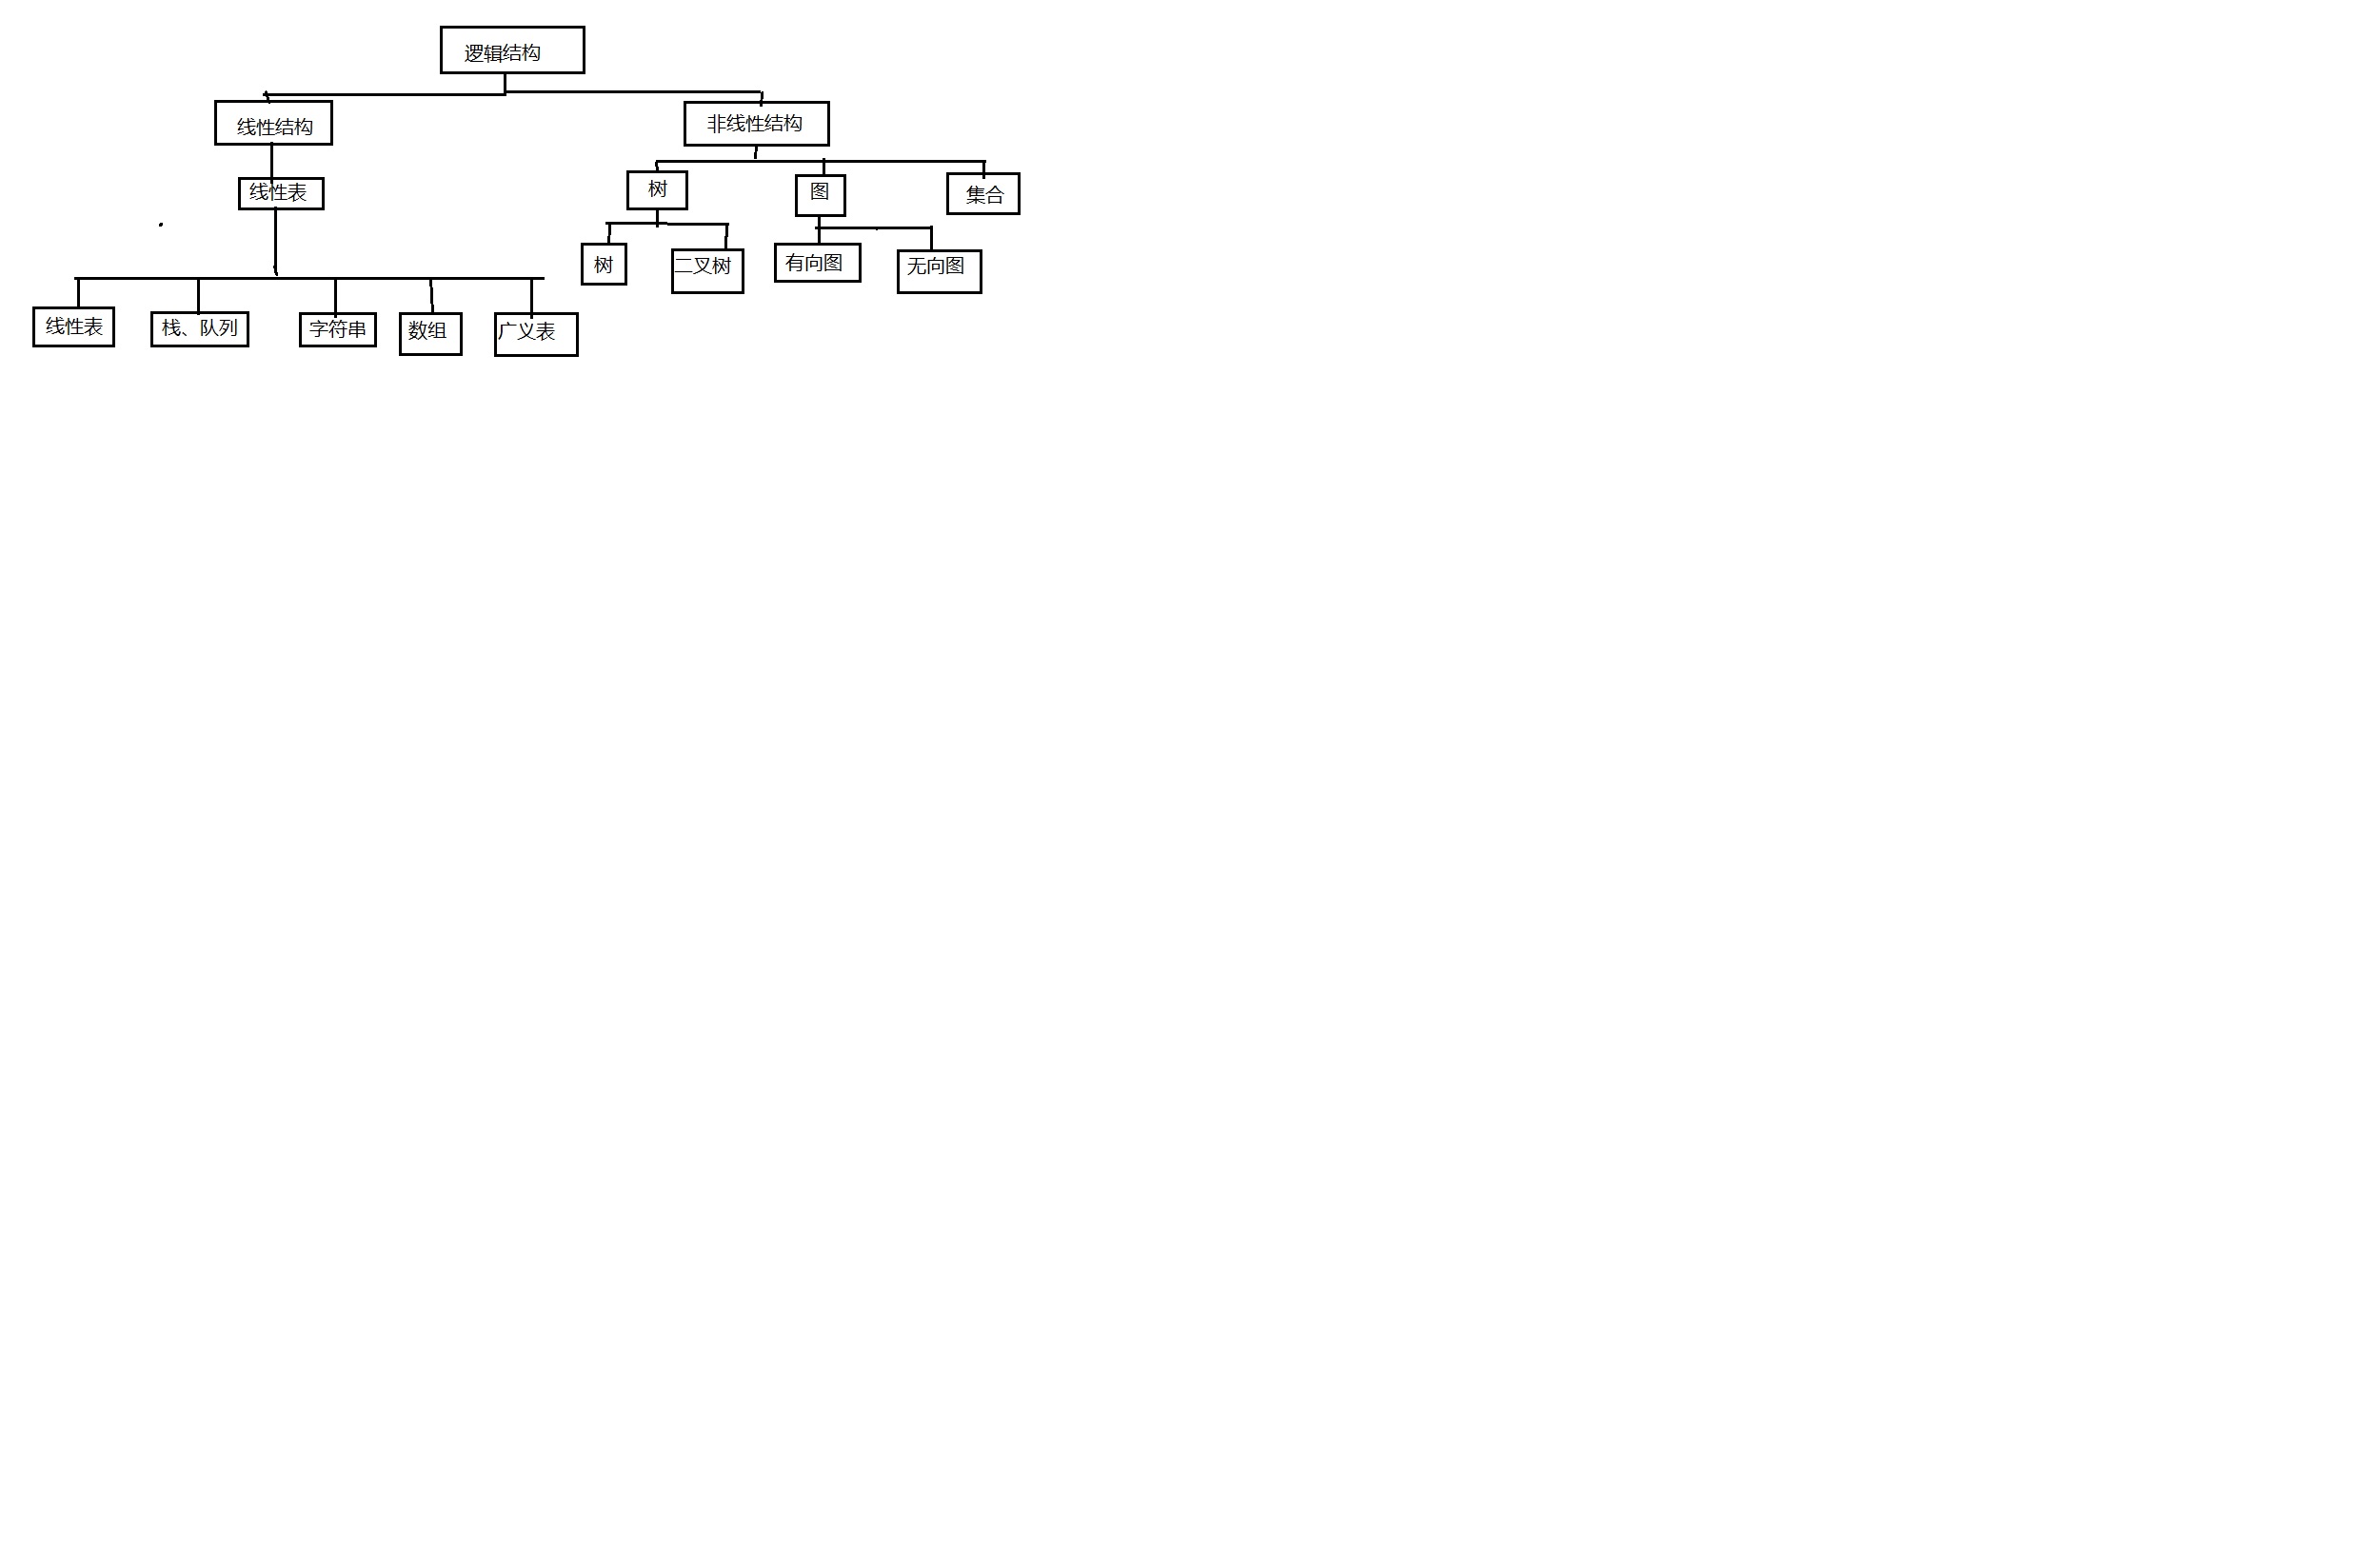 逻辑结构
线性结构
非线性结构
线性表
树
图
集合
树
二叉树
有向图
无向图
线性表
栈、队列
字符串
数组
广义表